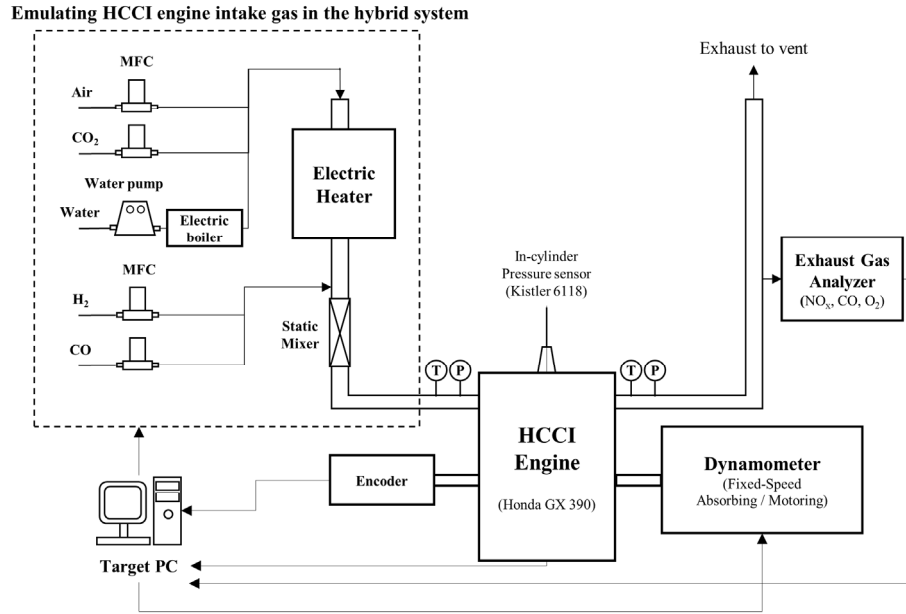 Emulating HCCI engine intake gas in the hybrid system
MFC
Air
CO₂
Water pump
Water
Electric
boiler
MFC
H₂
CO
Electric
Heater
Static
Mixer
T
P
In-cylinder
Pressure sensor
(Kistler 6118)
T
P
Exhaust to vent
Exhaust Gas
Analyzer
(NOₓ, CO, O₂)
HCCI
Engine
(Honda GX 390)
Encoder
Dynamometer
(Fixed-Speed
Absorbing / Motoring)
Target PC